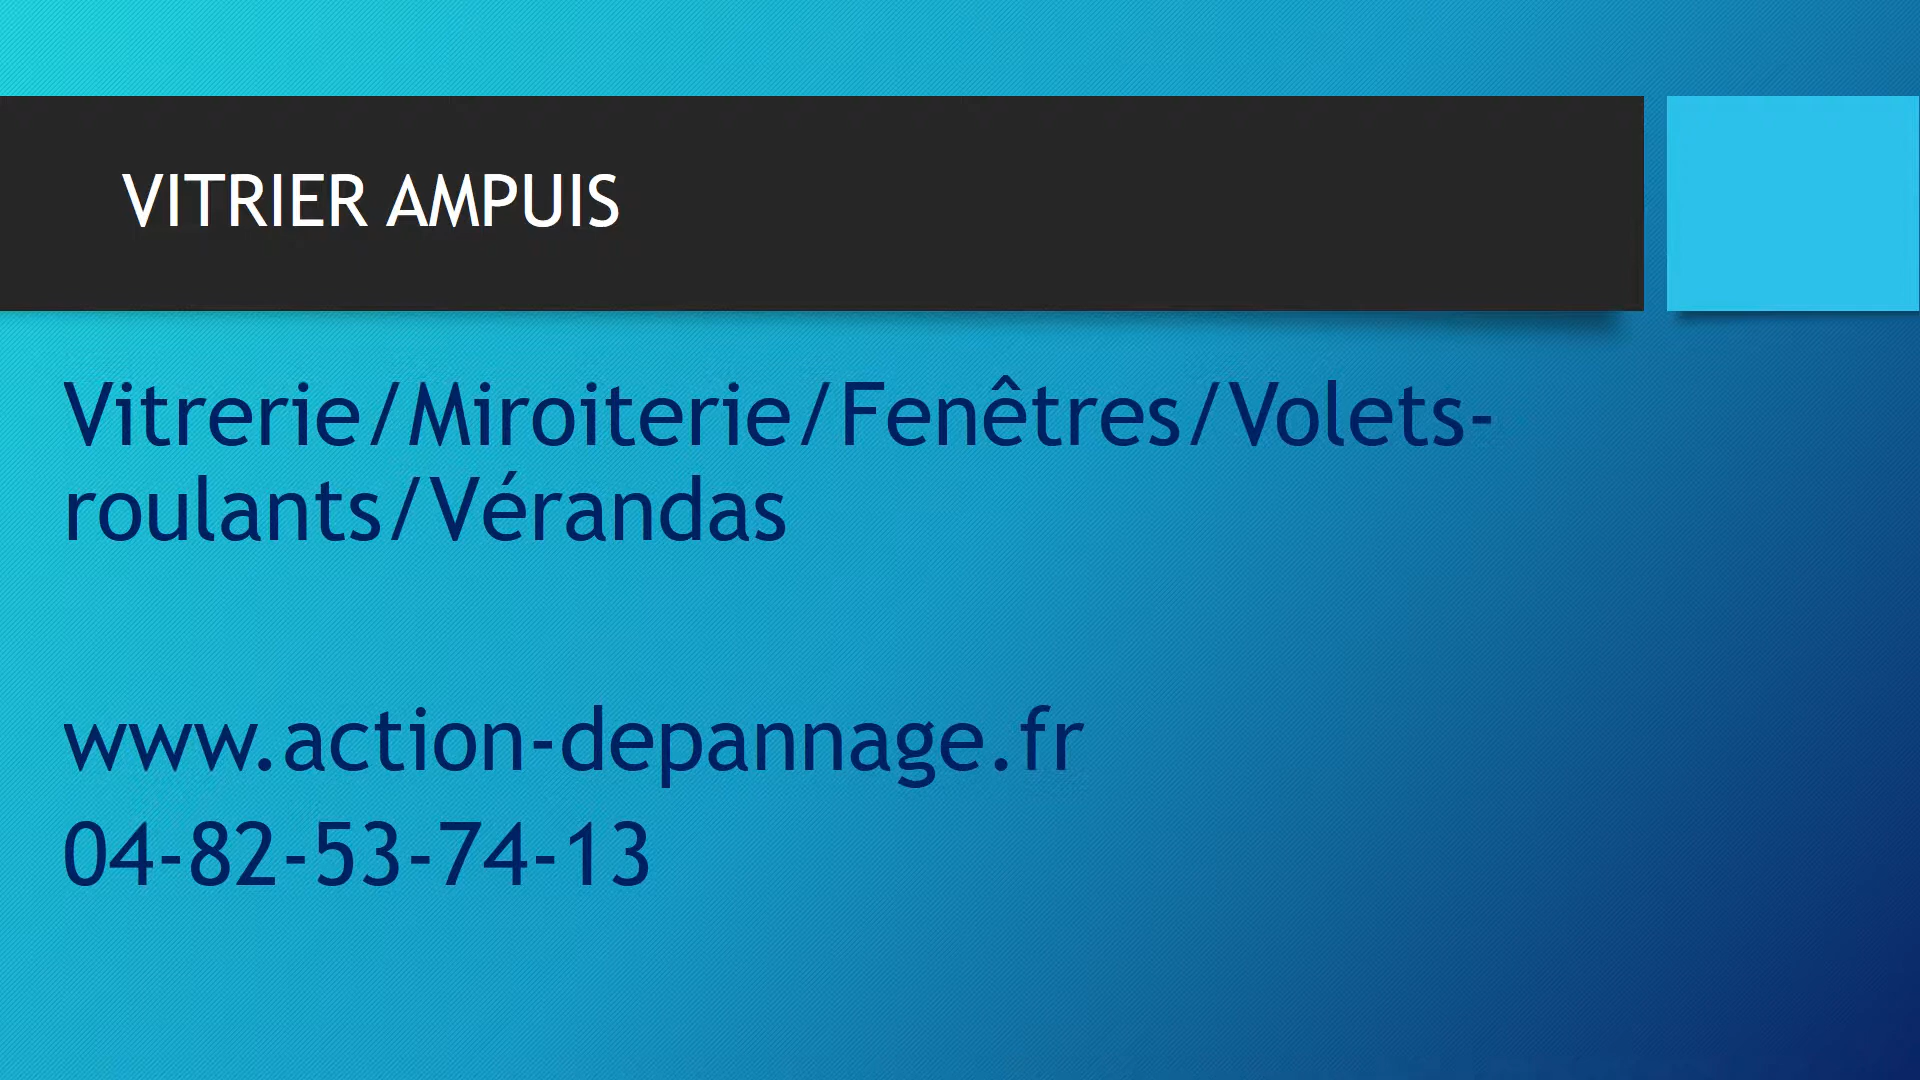 VITRIER AMPUIS
Vitrerie/Miroiterie/Fenêtres/Volets-
roulants/Vérandas
www.action-depannage.fr
04-82-53-74-13